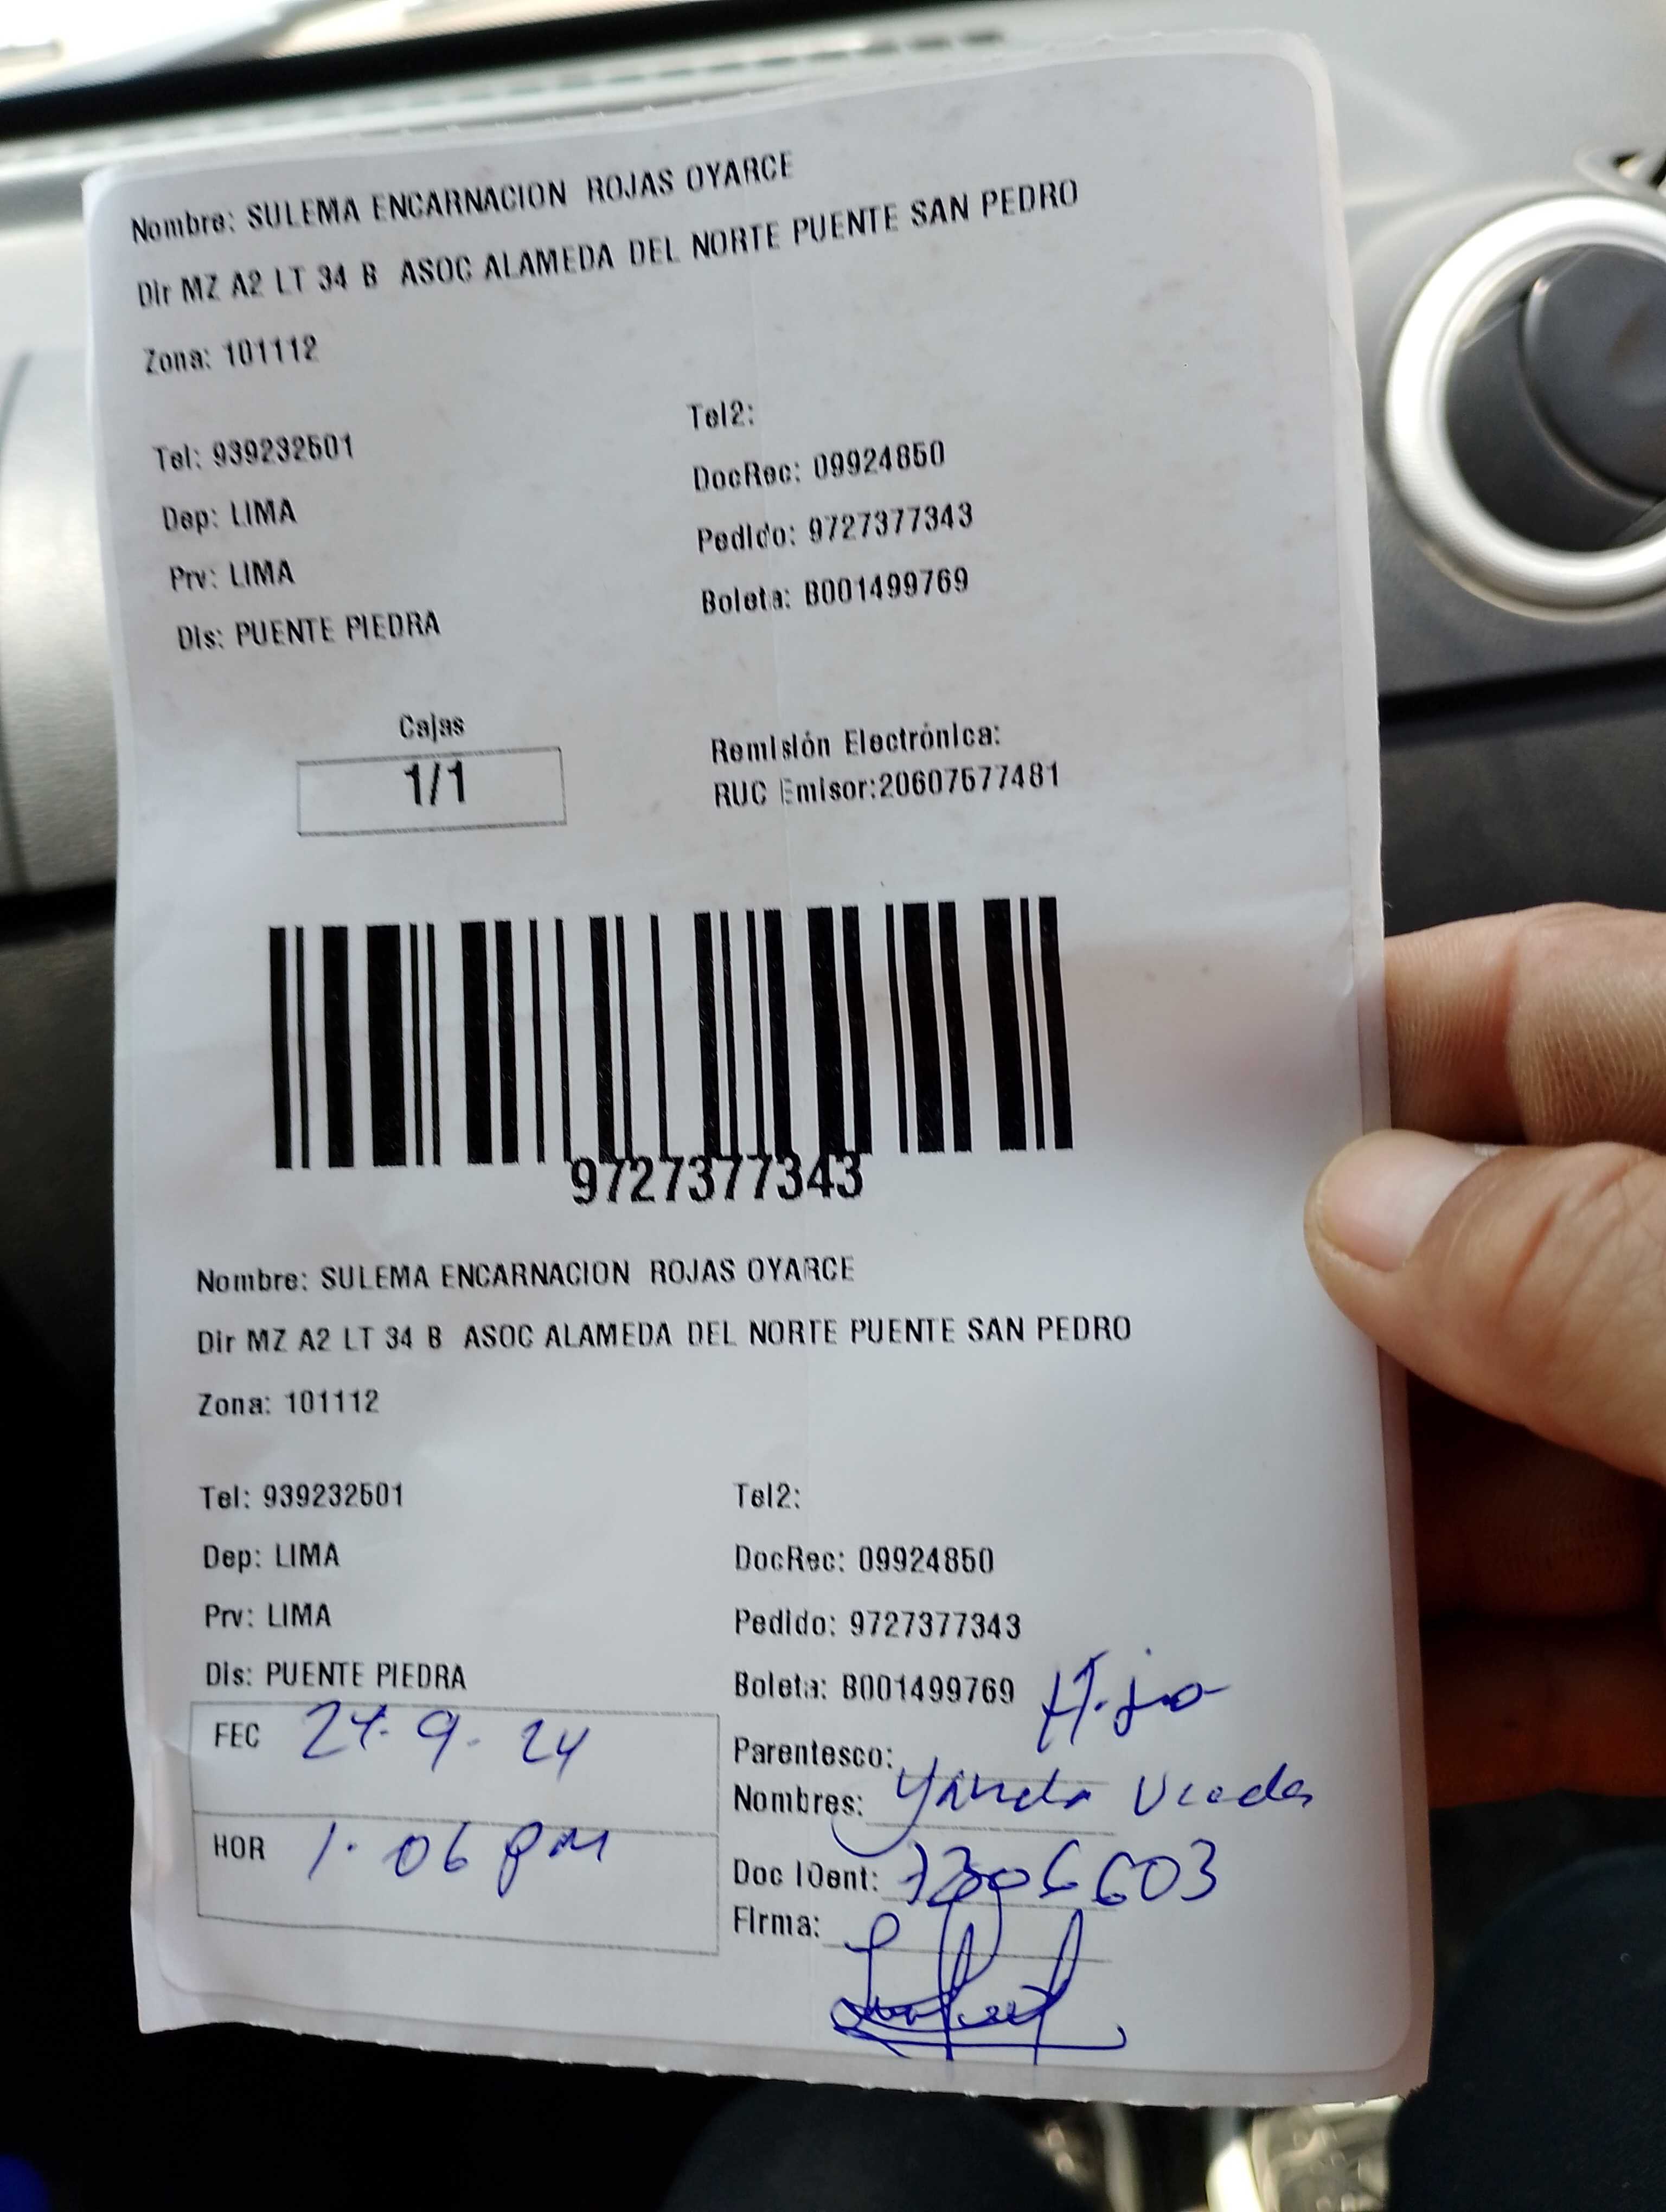 Nombre: SULEMA ENCARNACION ROJAS OYARCE
Dir MZ A2 LT 34 B ASOC ALAMEDA DEL NORTE PUENTE SAN PEDRO
Zona: 101112
Tel: 939232501 Tel2:
Dep: LIMA DocRec: 09924850
Prv: LIMA Pedido: 9727377343
Dis: PUENTE PIEDRA Boleta: B001499769
Cajas
1/1
Remisión Electrónica:
RUC Emisor:20607577481
9727377343
Nombre: SULEMA ENCARNACION ROJAS OYARCE
Dir MZ A2 LT 34 B ASOC ALAMEDA DEL NORTE PUENTE SAN PEDRO
Zona: 101112
Tel: 939232501 Tel2:
Dep: LIMA DocRec: 09924850
Prv: LIMA Pedido: 9727377343
Dis: PUENTE PIEDRA Boleta: B001499769
FEC 24-9-24
HOR 1:06 pm
Parentesco: Hijo
Nombres:
Doc IDent:
Firma: